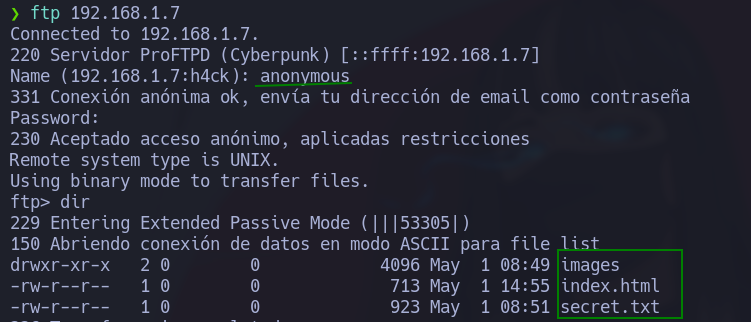 ❯ ftp 192.168.1.7
Connected to 192.168.1.7.
220 Servidor ProFTPD (Cyberpunk) [::ffff:192.168.1.7]
Name (192.168.1.7:h4ck): anonymous
331 Conexión anónima ok, envía tu dirección de email como contraseña
Password:
230 Aceptado acceso anónimo, aplicadas restricciones
Remote system type is UNIX.
Using binary mode to transfer files.
ftp> dir
229 Entering Extended Passive Mode (|||53305|)
150 Abriendo conexión de datos en modo ASCII para file list
drwxr-xr-x   2 0        0            4096 May  1 08:49 images
-rw-r--r--   1 0        0             713 May  1 14:55 index.html
-rw-r--r--   1 0        0             923 May  1 08:51 secret.txt